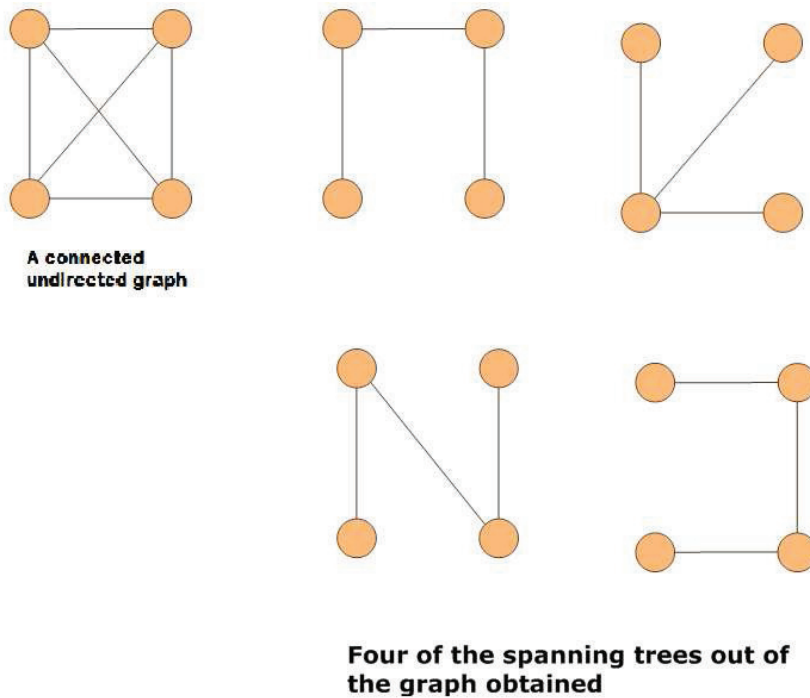 A connected
undirected graph
Four of the spanning trees out of
the graph obtained